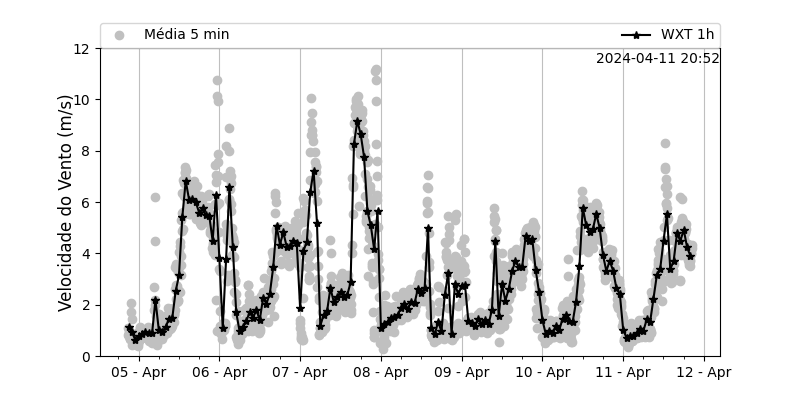 Média 5 min
WXT 1h
2024-04-11 20:52
Velocidade do Vento (m/s)
12
10
8
6
4
2
0
05 - Apr
06 - Apr
07 - Apr
08 - Apr
09 - Apr
10 - Apr
11 - Apr
12 - Apr